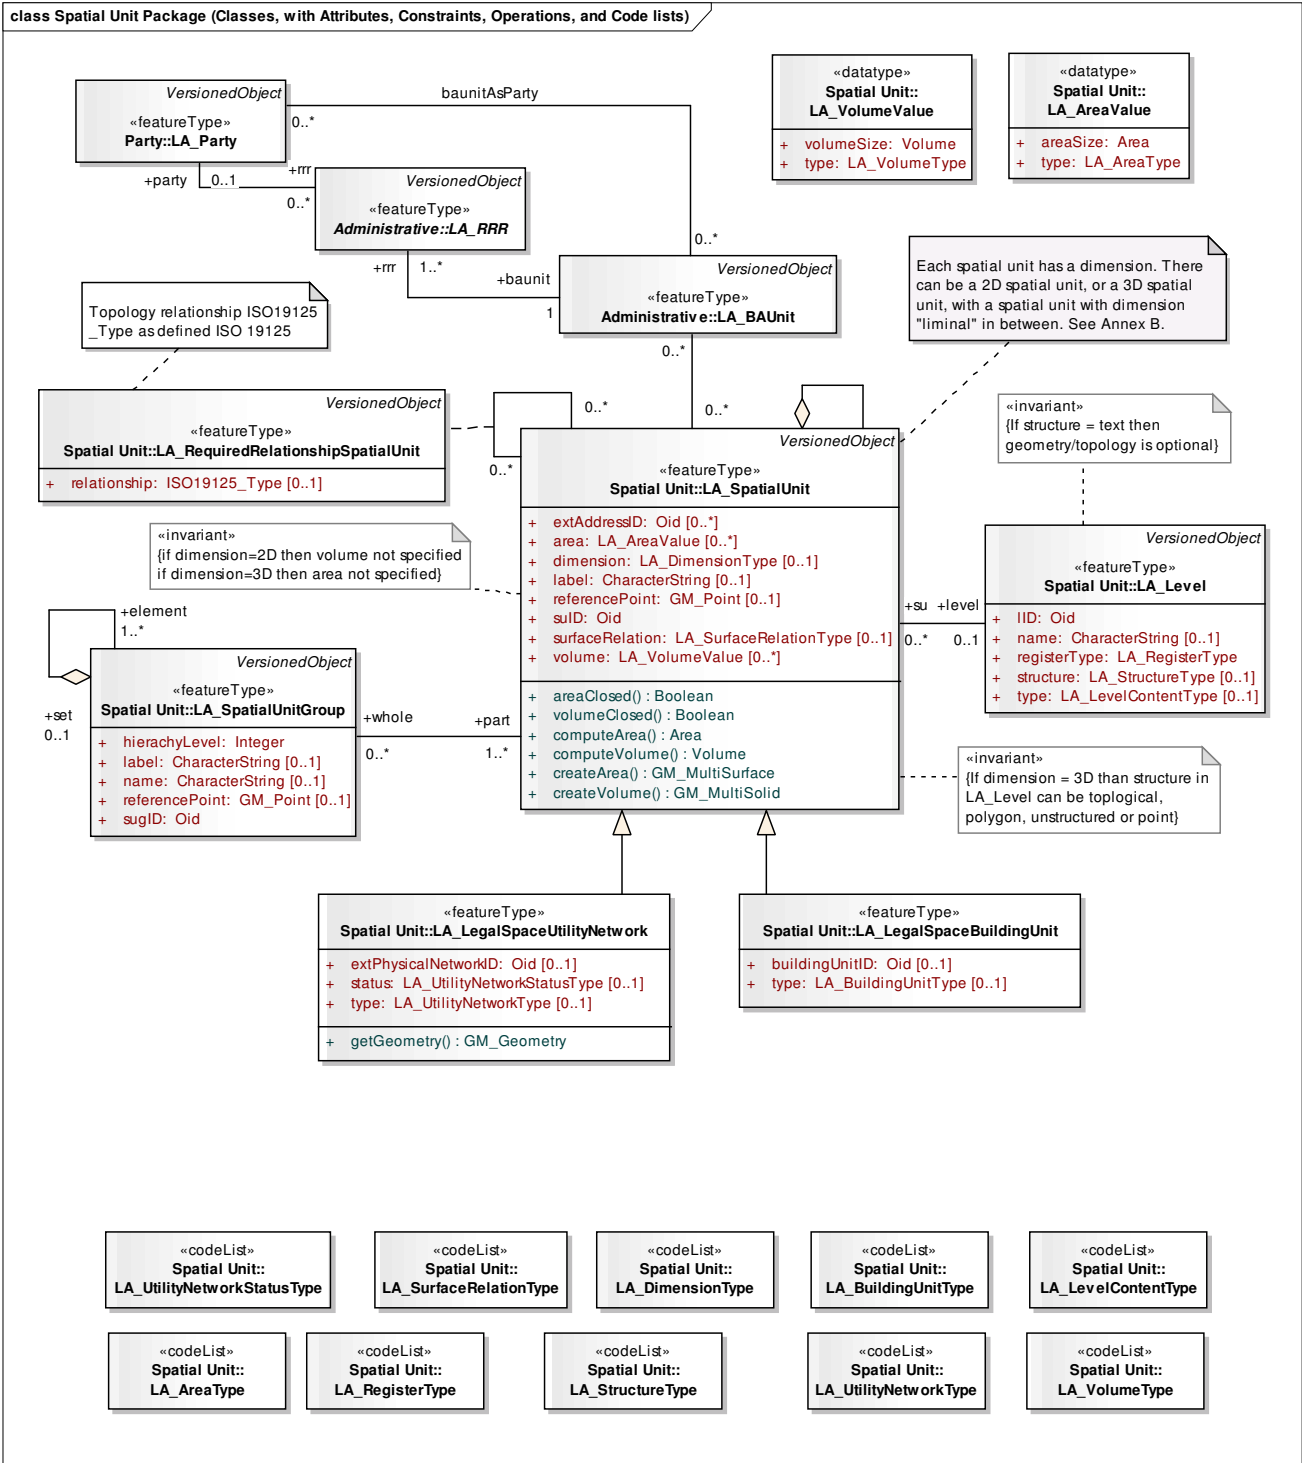 class Spatial Unit Package (Classes, with Attributes, Constraints, Operations, and Code lists)
VersionedObject
«featureType»
Party::LA_Party
baunitAsParty
0..*
0..*
+party
0..1
+rrr
0..*
VersionedObject
«featureType»
Administrative::LA_RRR
+rrr
1..*
+baunit
1
VersionedObject
«featureType»
Administrative::LA_BAUnit
0..*
0..*
«datatype»
Spatial Unit::
LA_VolumeValue
+ volumeSize: Volume
+ type: LA_VolumeType
«datatype»
Spatial Unit::
LA_AreaValue
+ areaSize: Area
+ type: LA_AreaType
Each spatial unit has a dimension. There
can be a 2D spatial unit, or a 3D spatial
unit, with a spatial unit with dimension
"liminal" in between. See Annex B.
Topology relationship ISO19125
_Type as defined ISO 19125
VersionedObject
«featureType»
Spatial Unit::LA_RequiredRelationshipSpatialUnit
+ relationship: ISO19125_Type [0..1]
0..*
0..*
«invariant»
{If structure = text then
geometry/topology is optional}
«invariant»
{if dimension=2D then volume not specified
if dimension=3D then area not specified}
VersionedObject
«featureType»
Spatial Unit::LA_SpatialUnit
+ extAddressID: Oid [0..*]
+ area: LA_AreaValue [0..*]
+ dimension: LA_DimensionType [0..1]
+ label: CharacterString [0..1]
+ referencePoint: GM_Point [0..1]
+ suID: Oid
+ surfaceRelation: LA_SurfaceRelationType [0..1]
+ volume: LA_VolumeValue [0..*]
+ areaClosed() : Boolean
+ volumeClosed() : Boolean
+ computeArea() : Area
+ computeVolume() : Volume
+ createArea() : GM_MultiSurface
+ createVolume() : GM_MultiSolid
+su
+level
0..*
0..1
VersionedObject
«featureType»
Spatial Unit::LA_Level
+ lID: Oid
+ name: CharacterString [0..1]
+ registerType: LA_RegisterType
+ structure: LA_StructureType [0..1]
+ type: LA_LevelContentType [0..1]
+element
1..*
+set
0..1
VersionedObject
«featureType»
Spatial Unit::LA_SpatialUnitGroup
+ hierachyLevel: Integer
+ label: CharacterString [0..1]
+ name: CharacterString [0..1]
+ referencePoint: GM_Point [0..1]
+ sugID: Oid
+whole
+part
0..*
1..*
«invariant»
{If dimension = 3D than structure in
LA_Level can be toplogical,
polygon, unstructured or point}
«featureType»
Spatial Unit::LA_LegalSpaceUtilityNetwork
+ extPhysicalNetworkID: Oid [0..1]
+ status: LA_UtilityNetworkStatusType [0..1]
+ type: LA_UtilityNetworkType [0..1]
+ getGeometry() : GM_Geometry
«featureType»
Spatial Unit::LA_LegalSpaceBuildingUnit
+ buildingUnitID: Oid [0..1]
+ type: LA_BuildingUnitType [0..1]
«codeList»
Spatial Unit::
LA_UtilityNetworkStatusType
«codeList»
Spatial Unit::
LA_SurfaceRelationType
«codeList»
Spatial Unit::
LA_DimensionType
«codeList»
Spatial Unit::
LA_BuildingUnitType
«codeList»
Spatial Unit::
LA_LevelContentType
«codeList»
Spatial Unit::
LA_AreaType
«codeList»
Spatial Unit::
LA_RegisterType
«codeList»
Spatial Unit::
LA_StructureType
«codeList»
Spatial Unit::
LA_UtilityNetworkType
«codeList»
Spatial Unit::
LA_VolumeType